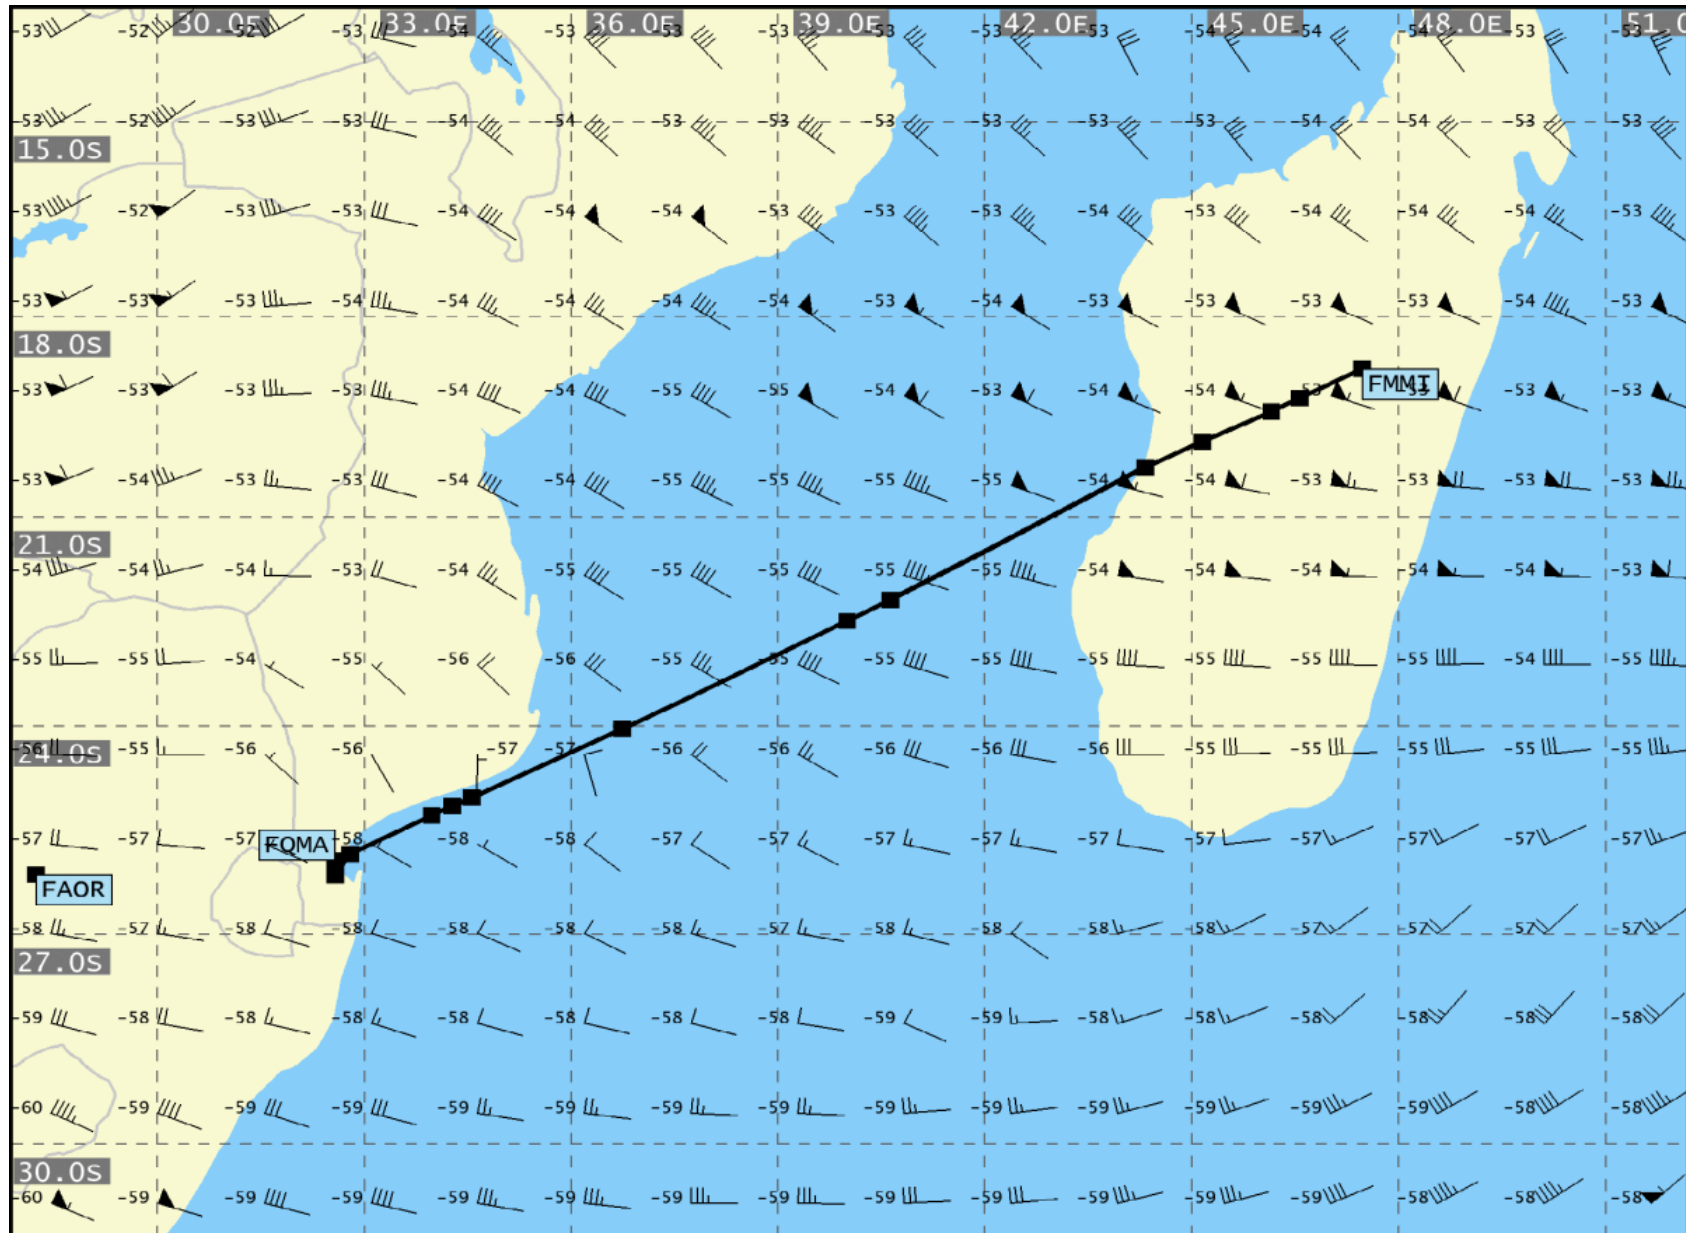 30.0E 33.0E 36.0E 39.0E 42.0E 45.0E 48.0E 51.0
-53 -52 -52 -53 -54 -53 -53 -53 -53 -53 -53 -54 -54 -54 -53 -53
-53 -52 -53 -53 -54 -54 -53 -54 -53 -53 -54 -53 -54 -54 -53 -53
15.0S
-53 -52 -53 -53 -54 -54 -54 -53 -53 -53 -54 -53 -54 -54 -54 -53
-53 -53 -53 -54 -54 -54 -54 -54 -53 -54 -53 -53 -53 -53 -54 -53
18.0S
FMMI
-53 -53 -53 -53 -54 -54 -54 -55 -54 -53 -54 -54 53 53 -53 -53
-53 -54 -53 -53 -54 -55 -55 -55 -55 -55 -54 -54 -53 -53 -53 -53
21.0S
-54 -54 -54 -53 -54 -55 -55 -55 -55 -55 -54 -54 -54 -54 -54 -53
-55 -55 -54 -55 -56 -56 -55 -55 -55 -55 -55 -55 -55 -55 -54 -55
-56 -55 -56 -56 -57 -57 -56 -56 -56 -56 -56 -55 -55 -55 -55 -55
24.0S
-57 -57 -57 -58 -58 -58 -57 -57 -57 -57 -57 -57 -57 -57 -57 -57
FQMA
FAOR
-58 -57 -58 -58 -58 -58 -58 -57 -58 -58 -58 -58 -57 -57 -57 -57
27.0S
-59 -58 -58 -58 -58 -58 -58 -58 -59 -59 -58 -58 -58 -58 -58 -58
-60 -59 -59 -59 -59 -59 -59 -59 -59 -59 -59 -59 -59 -59 -58 -58
30.0S
-60 -59 -59 -59 -59 -59 -59 -59 -59 -59 -59 -59 -59 -58 -58 -58